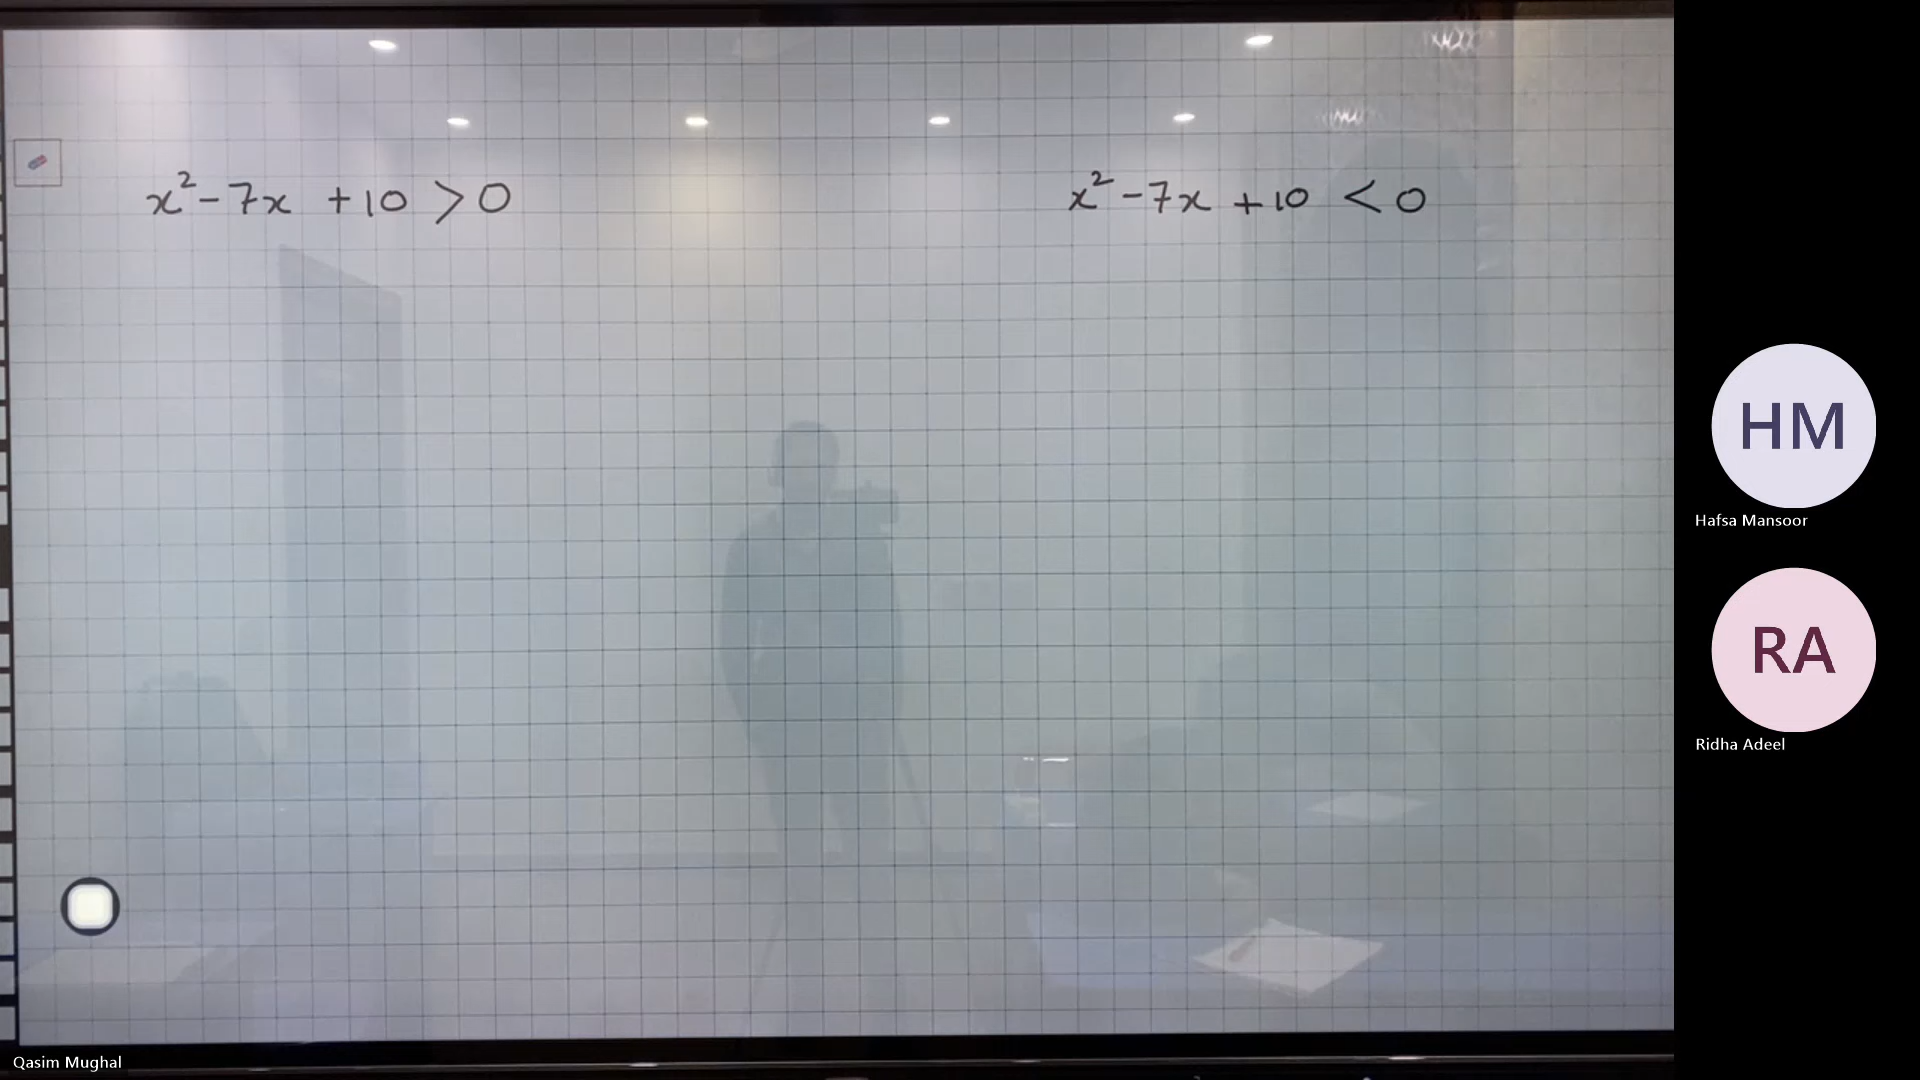 x² - 7x + 10 > 0
x² - 7x + 10 < 0
HM
Hafsa Mansoor
RA
Ridha Adeel
Qasim Mughal